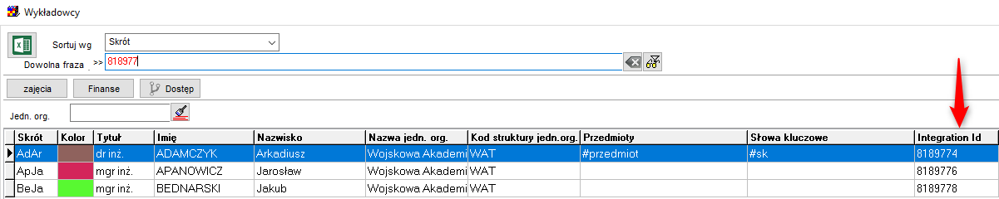 Wykładowcy
Sortuj wg Skrót
Dowolna fraza >> 818977
zajęcia Finanse Dostęp
Jedn. org.
Skrót Kolor Tytuł Imię Nazwisko Nazwa jedn. org. Kod struktury jedn.org. Przedmioty Słowa kluczowe Integration Id
AdAr dr inż. ADAMCZYK Arkadiusz Wojskowa Akademi WAT #przedmiot #sk 8189774
ApJa mgr inż. APANOWICZ Jarosław Wojskowa Akademi WAT 8189776
BeJa mgr inż. BEDNARSKI Jakub Wojskowa Akademi WAT 8189778